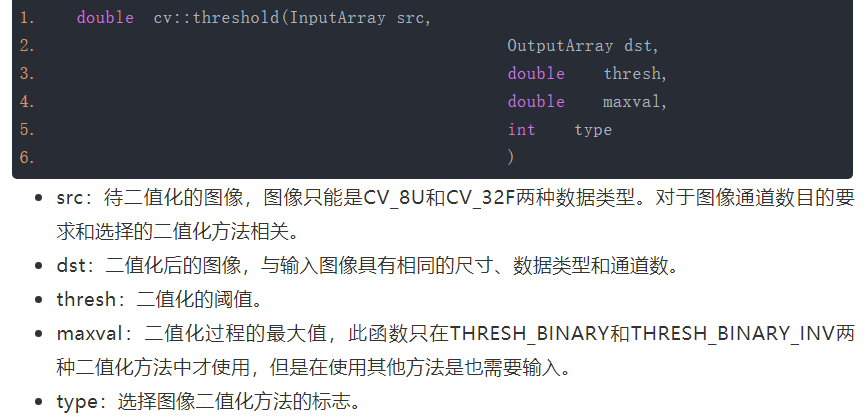 1. double cv::threshold(InputArray src,
2. OutputArray dst,
3. double thresh,
4. double maxval,
5. int type
6. )
• src：待二值化的图像，图像只能是CV_8U和CV_32F两种数据类型。对于图像通道数目的要
求和选择的二值化方法相关。
• dst：二值化后的图像，与输入图像具有相同的尺寸、数据类型和通道数。
• thresh：二值化的阈值。
• maxval：二值化过程的最大值，此函数只在THRESH_BINARY和THRESH_BINARY_INV两
种二值化方法中才使用，但是在使用其他方法是也需要输入。
• type：选择图像二值化方法的标志。